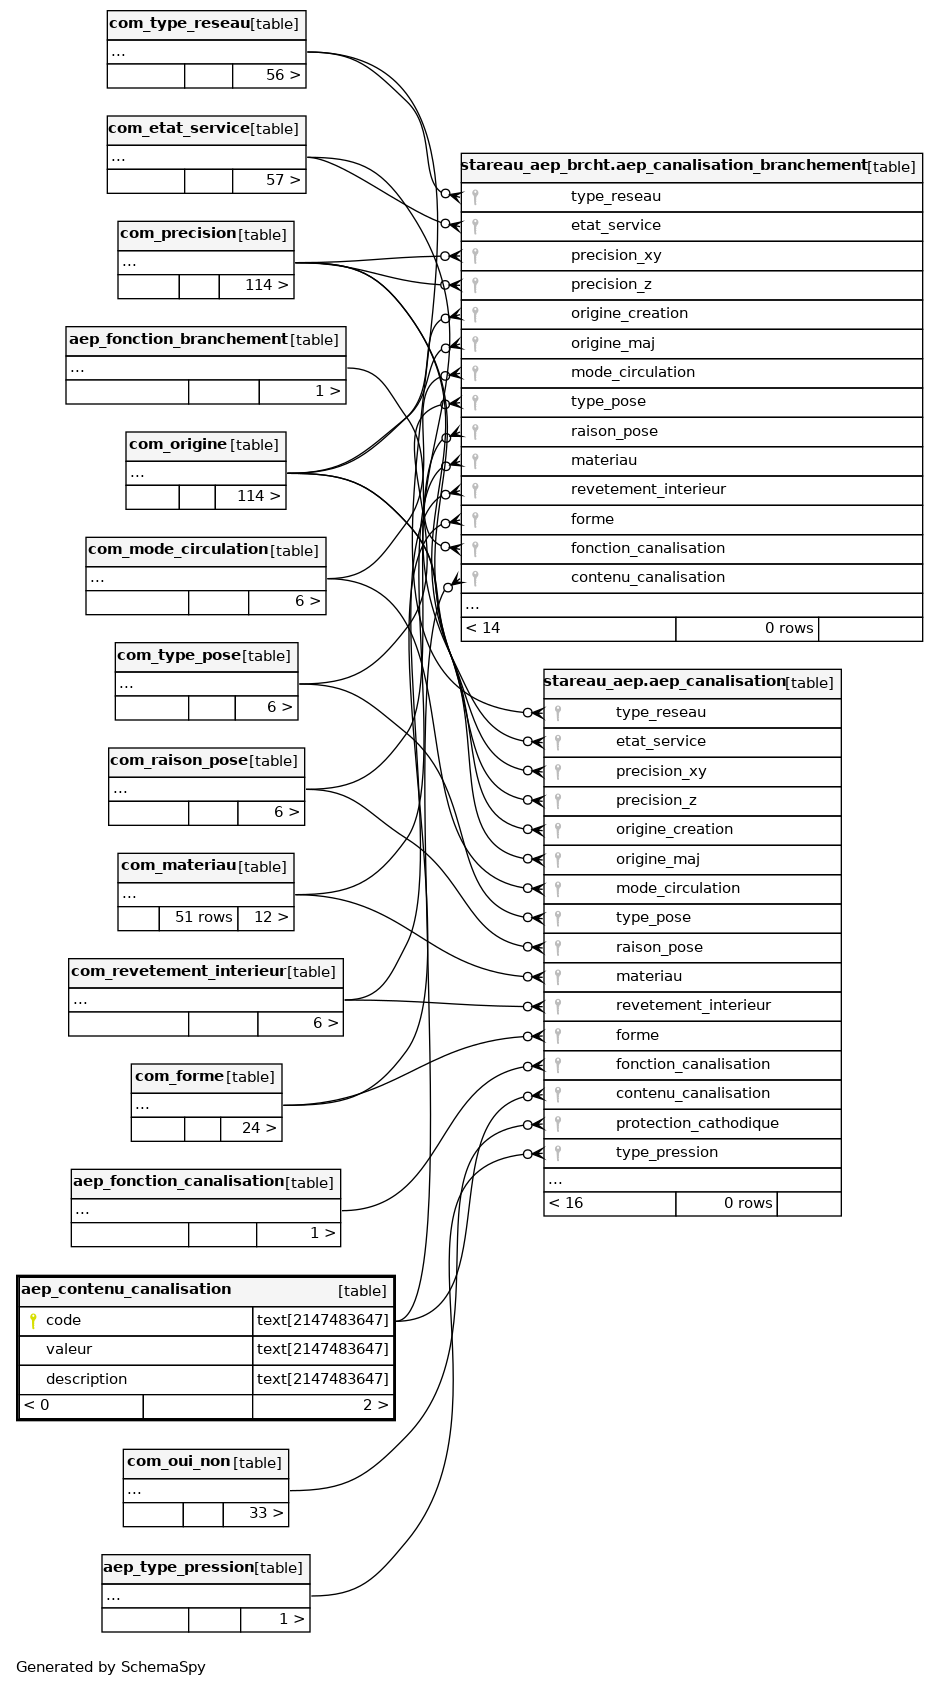 com_type_reseau [table]
...
56 >
com_etat_service [table]
...
57 >
com_precision [table]
...
114 >
aep_fonction_branchement [table]
...
1 >
com_origine [table]
...
114 >
com_mode_circulation [table]
...
6 >
com_type_pose [table]
...
6 >
com_raison_pose [table]
...
6 >
com_materiau [table]
...
51 rows 12 >
com_revetement_interieur [table]
...
6 >
com_forme [table]
...
24 >
aep_fonction_canalisation [table]
...
1 >
aep_contenu_canalisation [table]
code text[2147483647]
valeur text[2147483647]
description text[2147483647]
< 0 2 >
com_oui_non [table]
...
33 >
aep_type_pression [table]
...
1 >
stareau_aep_brcht.aep_canalisation_branchement [table]
type_reseau
etat_service
precision_xy
precision_z
origine_creation
origine_maj
mode_circulation
type_pose
raison_pose
materiau
revetement_interieur
forme
fonction_canalisation
contenu_canalisation
...
< 14 0 rows
stareau_aep.aep_canalisation [table]
type_reseau
etat_service
precision_xy
precision_z
origine_creation
origine_maj
mode_circulation
type_pose
raison_pose
materiau
revetement_interieur
forme
fonction_canalisation
contenu_canalisation
protection_cathodique
type_pression
...
< 16 0 rows
Generated by SchemaSpy